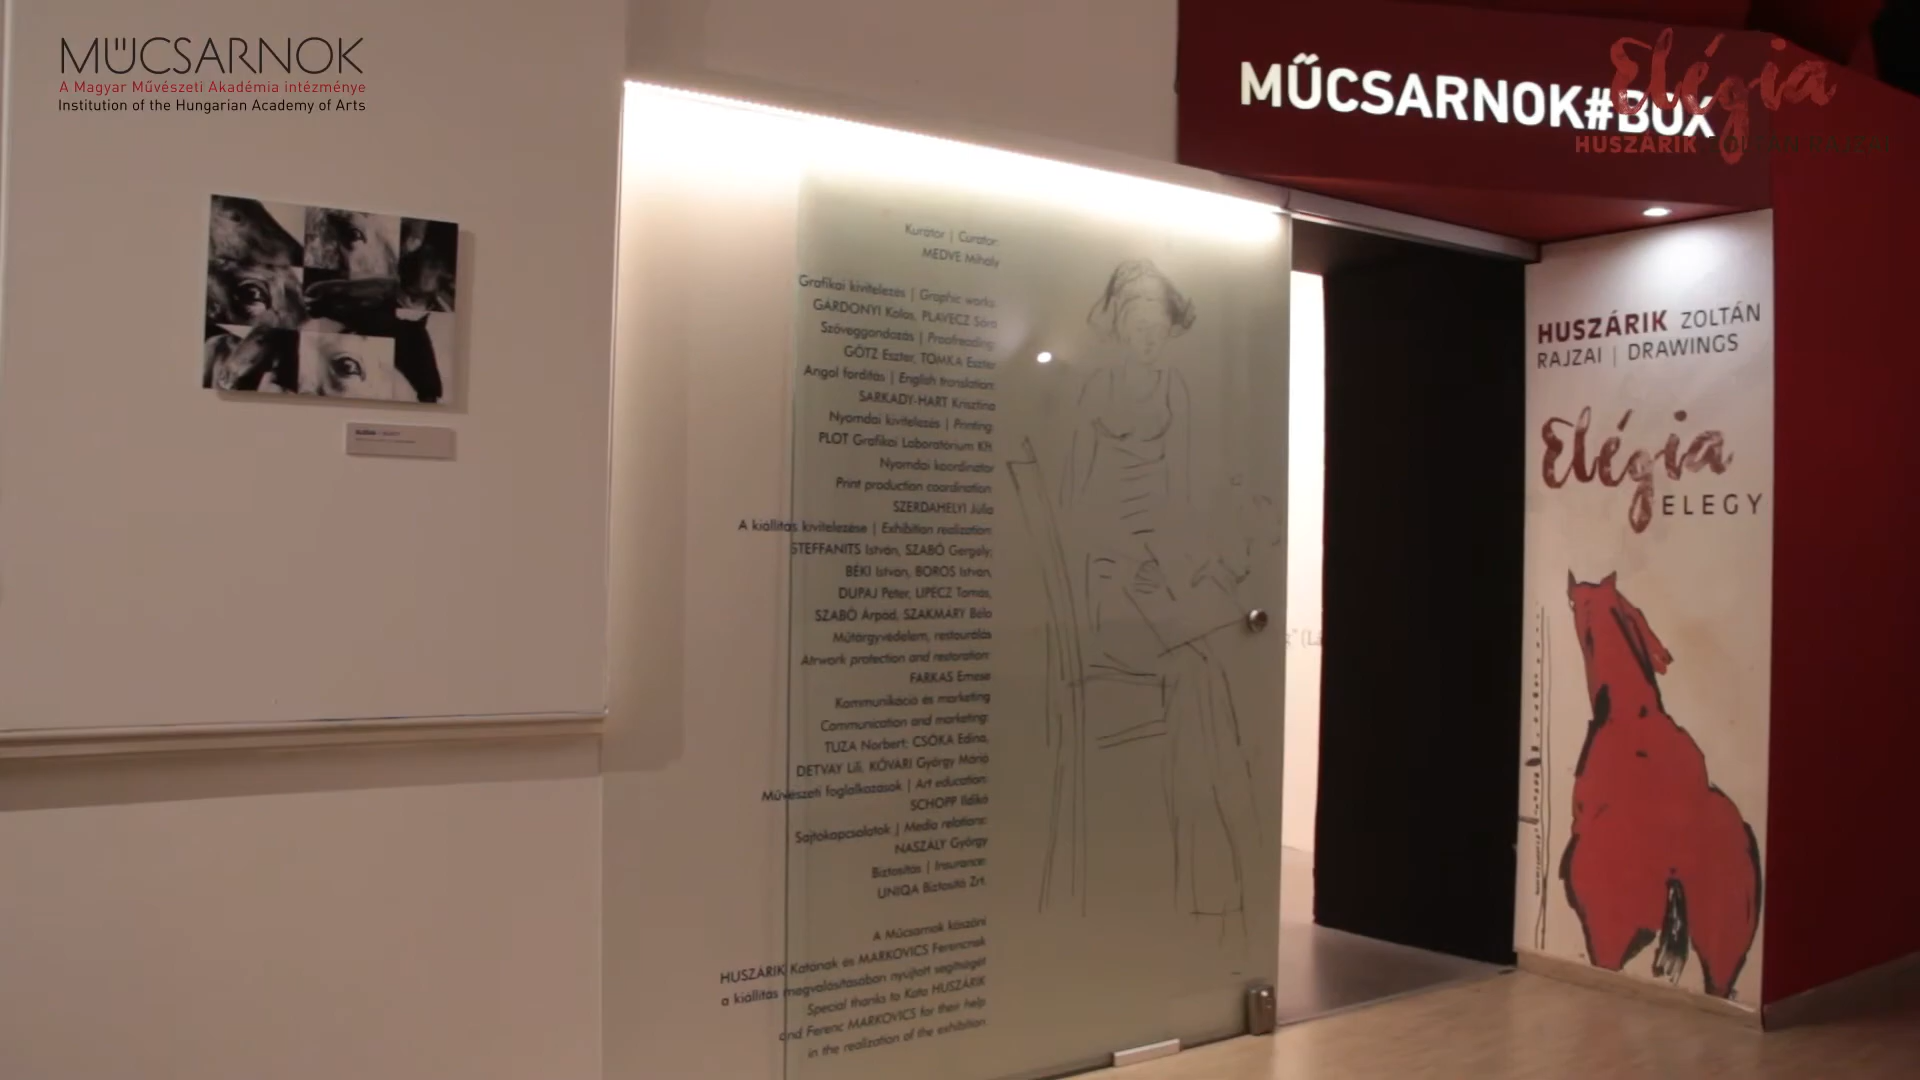 MŰCSARNOK
A Magyar Művészeti Akadémia intézménye
Institution of the Hungarian Academy of Arts
MŰCSARNOK#BOX
Elégia
HUSZÁRIK ZOLTÁN RAJZAI
Kurátor | Curator:
MEDVE Mihály
Grafikai kivitelezés | Graphic works:
GÁRDONYI Kolos, PLAVECZ Sára
Szöveggondozás | Proofreading:
GÖTZ Eszter, TOMKA Eszter
Angol fordítás | English translation:
SARKADY-HART Krisztina
Nyomdai kivitelezés | Printing:
PLOT Grafikai Laboratórium Kft.
Nyomdai koordinátor
Print production coordination:
SZERDAHELYI Júlia
A kiállítás kivitelezése | Exhibition realization:
STEFFANITS István, SZABÓ Gergely;
BÉKI István, BOROS István,
DUPAJ Péter, LIPÉCZ Tamás,
SZABÓ Árpád, SZAKMÁRY Béla
Műtárgyvédelem, restaurálás
Atrwork protection and restoration:
FARKAS Emese
Kommunikáció és marketing
Communication and marketing:
TUZA Norbert; CSÓKA Edina,
DETVAY Lili, KŐVÁRI György Márió
Művészeti foglalkozások | Art education:
SCHOPP Ildikó
Sajtókapcsolatok | Media relations:
NASZÁLY György
Biztosítás | Insurance:
UNIQA Biztosító Zrt.
A Műcsarnok köszöni
HUSZÁRIK Katának és MARKOVICS Ferencnek
a kiállítás megvalósításában nyújtott segítségét
Special thanks to Kata HUSZÁRIK
and Ferenc MARKOVICS for their help
in the realization of the exhibition.
HUSZÁRIK ZOLTÁN
RAJZAI | DRAWINGS
Elégia
ELEGY